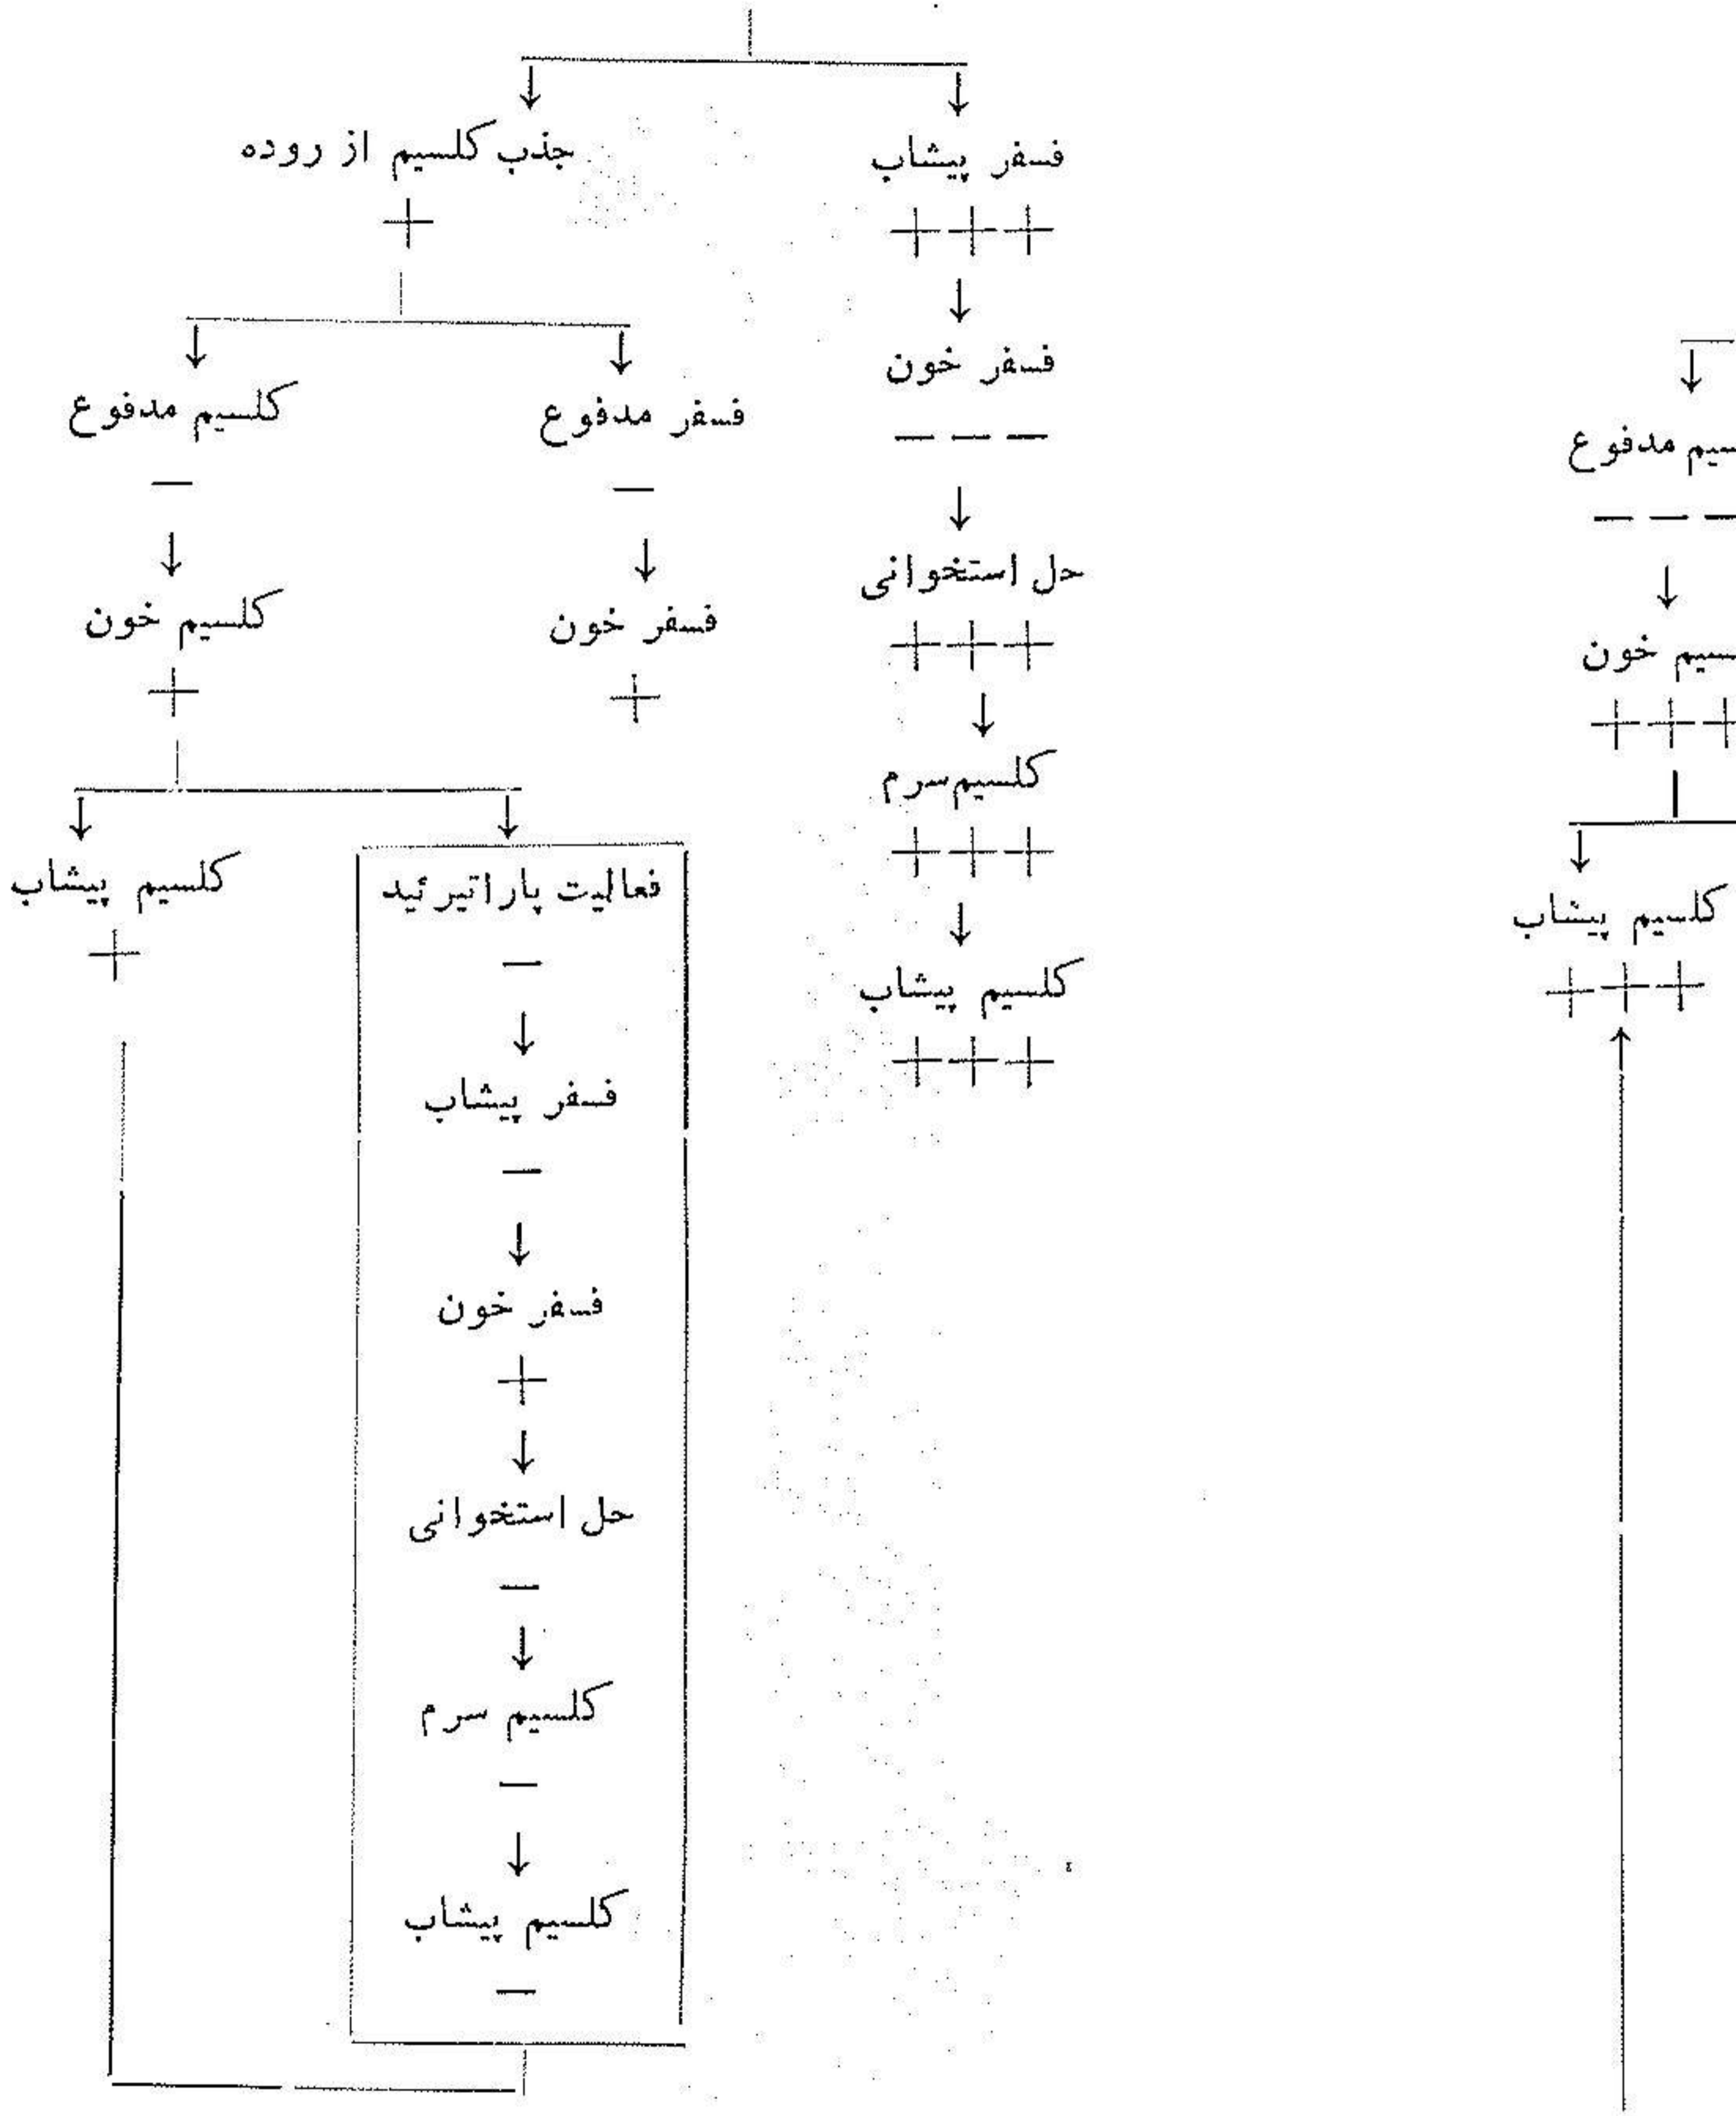 فسفر پیشاب
+++
↓
فسفر خون
− − −
↓
حل استخوانی
+++
↓
کلسیم سرم
+++
↓
کلسیم پیشاب
+++
جذب کلسیم از روده
+
فسفر مدفوع
−
↓
فسفر خون
+
کلسیم مدفوع
−
↓
کلسیم خون
+
فعالیت پاراتیرئید
−
↓
فسفر پیشاب
−
↓
فسفر خون
+
↓
حل استخوانی
−
↓
کلسیم سرم
−
↓
کلسیم پیشاب
−
کلسیم پیشاب
+
مدفوع
− − −
↓
خون
+++
کلسیم پیشاب
+++